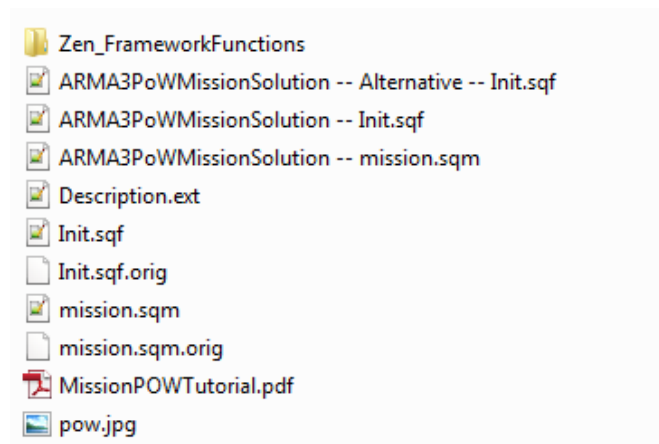 Zen_FrameworkFunctions
ARMA3PoWMissionSolution -- Alternative -- Init.sqf
ARMA3PoWMissionSolution -- Init.sqf
ARMA3PoWMissionSolution -- mission.sqm
Description.ext
Init.sqf
Init.sqf.orig
mission.sqm
mission.sqm.orig
MissionPOWTutorial.pdf
pow.jpg